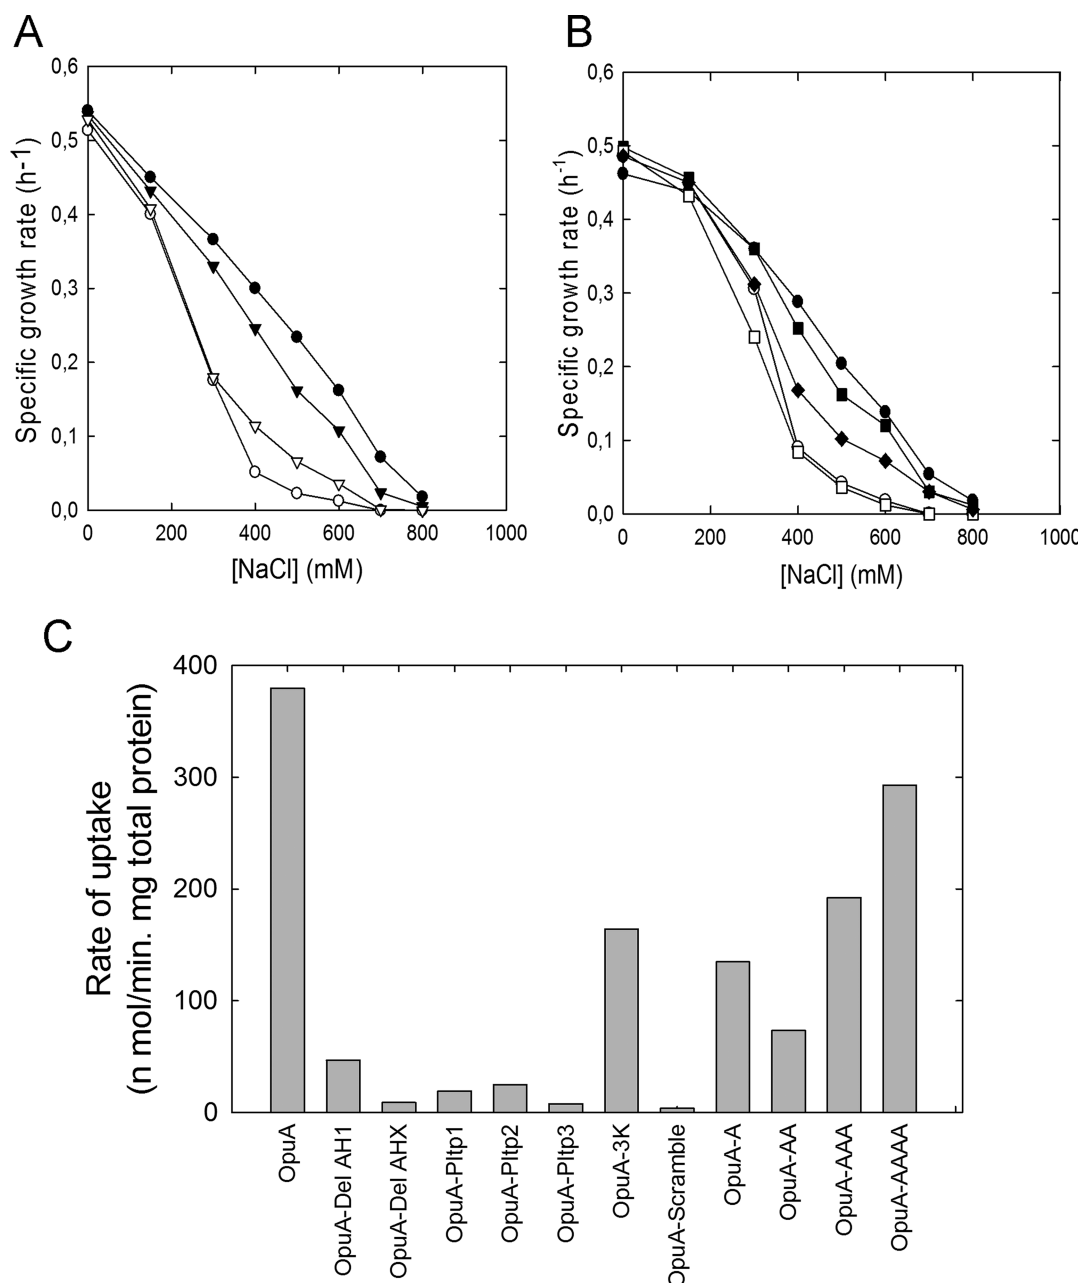 A
B
0,6
0,5
0,4
0,3
0,2
0,1
0,0
Specific growth rate (h-1)
0
200
400
600
800
1000
[NaCl] (mM)
0,6
0,5
0,4
0,3
0,2
0,1
0,0
Specific growth rate (h-1)
0
200
400
600
800
1000
[NaCl] (mM)
C
400
300
200
100
0
Rate of uptake
(n mol/min. mg total protein)
OpuA
OpuA-Del AH1
OpuA-Del AHX
OpuA-Pltp1
OpuA-Pltp2
OpuA-Pltp3
OpuA-3K
OpuA-Scramble
OpuA-A
OpuA-AA
OpuA-AAA
OpuA-AAAA